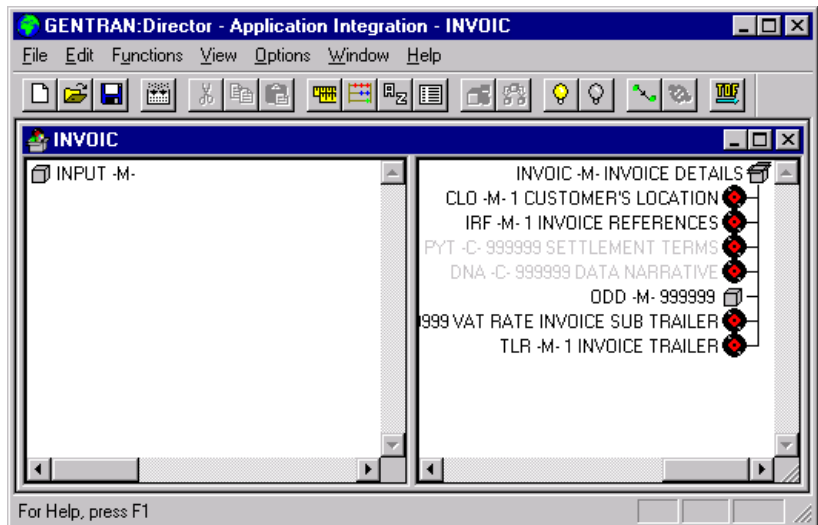 GENTRAN:Director - Application Integration - INVOIC
File Edit Functions View Options Window Help
A Z
TOF
INVOIC
INPUT -M-
INVOIC -M- INVOICE DETAILS
CLO -M- 1 CUSTOMER'S LOCATION
IRF -M- 1 INVOICE REFERENCES
PYT -C- 999999 SETTLEMENT TERMS
DNA -C- 999999 DATA NARRATIVE
ODD -M- 999999
9999 VAT RATE INVOICE SUB TRAILER
TLR -M- 1 INVOICE TRAILER
For Help, press F1